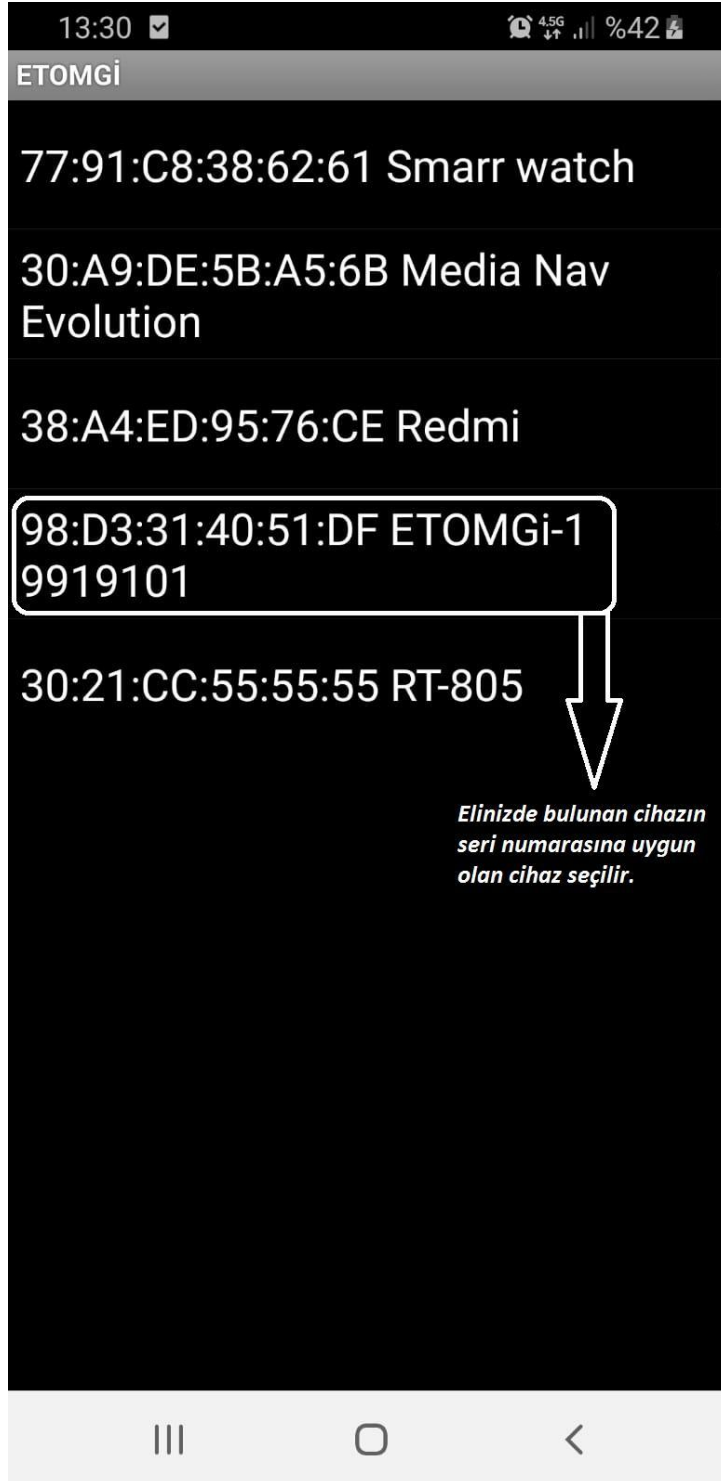 13:30
4.5G %42
ETOMGİ
77:91:C8:38:62:61 Smarr watch
30:A9:DE:5B:A5:6B Media Nav
Evolution
38:A4:ED:95:76:CE Redmi
98:D3:31:40:51:DF ETOMGi-1
9919101
30:21:CC:55:55:55 RT-805
Elinizde bulunan cihazın
seri numarasına uygun
olan cihaz seçilir.